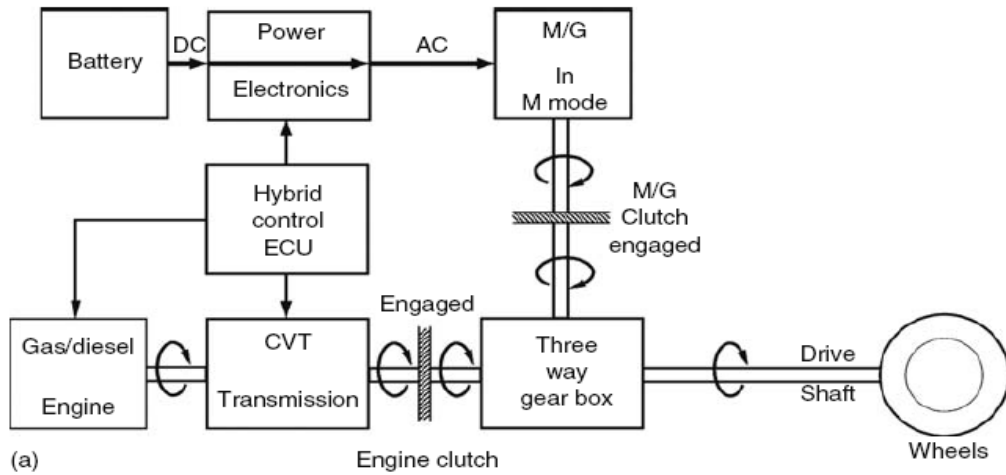 Battery
DC
Power
Electronics
AC
M/G
In
M mode
Hybrid
control
ECU
M/G
Clutch
engaged
Gas/diesel
Engine
CVT
Transmission
Engaged
Engine clutch
Three
way
gear box
Drive
Shaft
Wheels
(a)